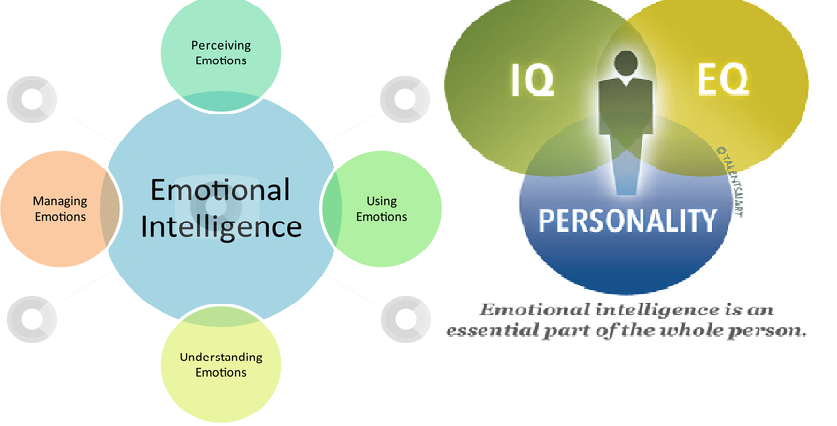 Perceiving
Emotions
Emotional
Intelligence
Managing
Emotions
Using
Emotions
Understanding
Emotions
IQ
EQ
PERSONALITY
© TALENTSMART
Emotional intelligence is an
essential part of the whole person.